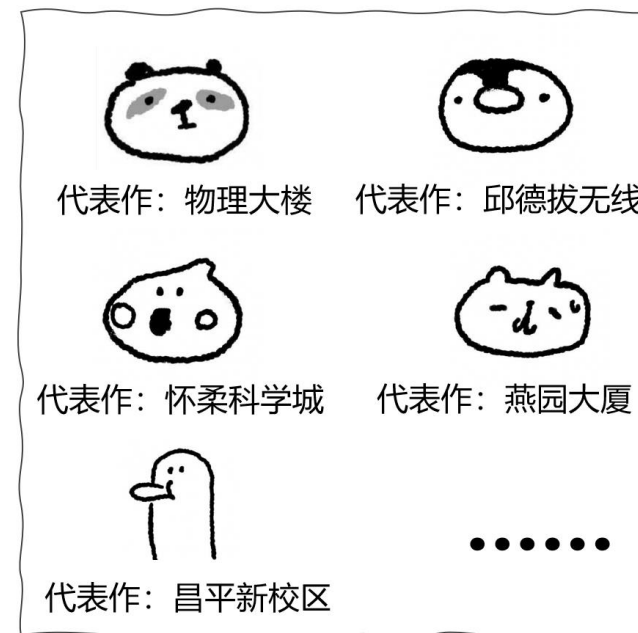 代表作：物理大楼
代表作：邱德拔无线
代表作：怀柔科学城
代表作：燕园大厦
......
代表作：昌平新校区